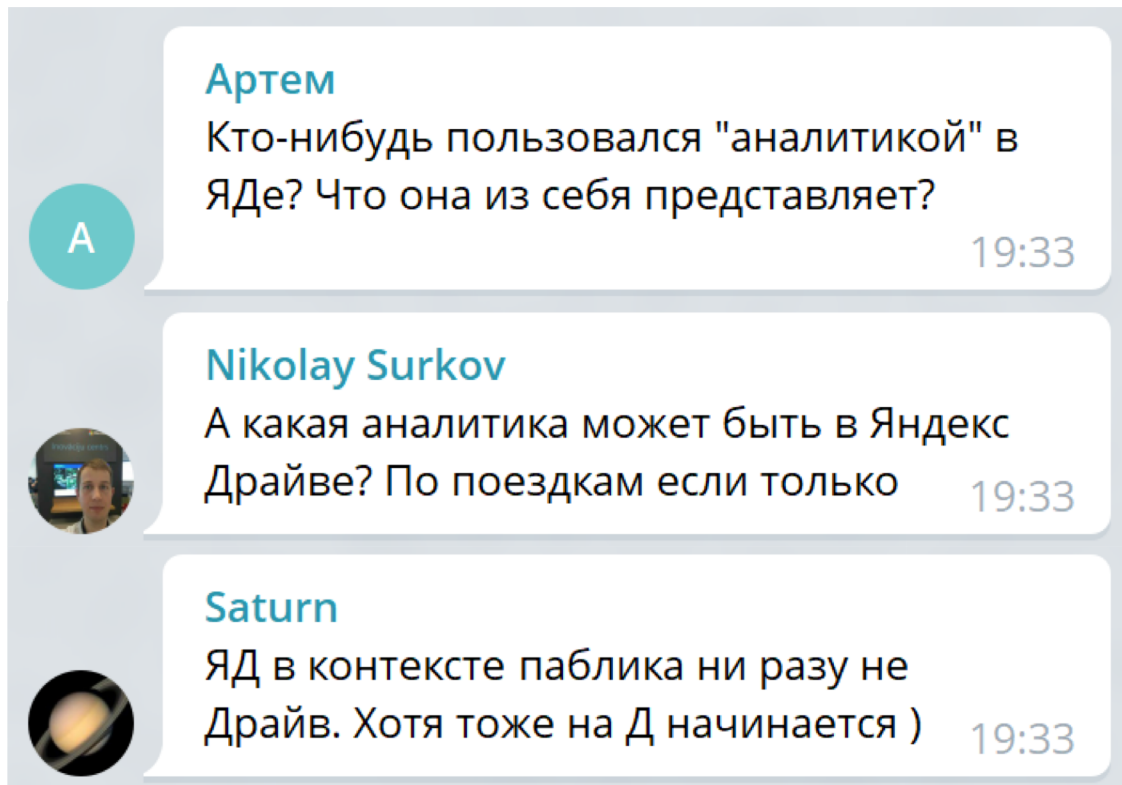 Артем
Кто-нибудь пользовался "аналитикой" в
ЯДе? Что она из себя представляет?
19:33
А
Nikolay Surkov
А какая аналитика может быть в Яндекс
Драйве? По поездкам если только
19:33
Saturn
ЯД в контексте паблика ни разу не
Драйв. Хотя тоже на Д начинается )
19:33